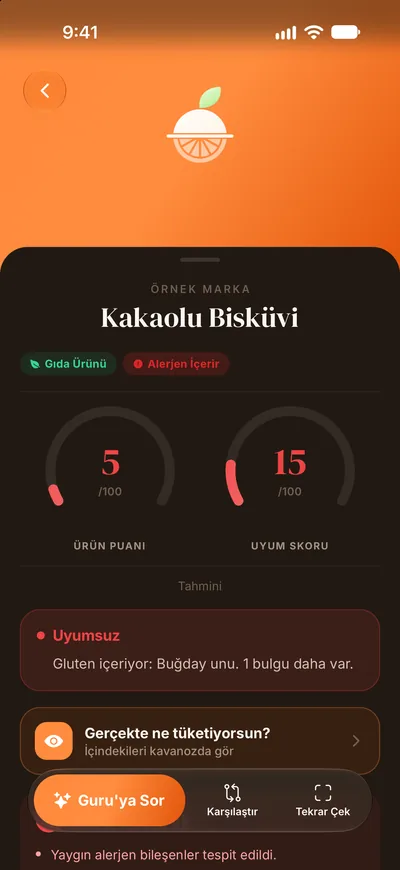 9:41
ÖRNEK MARKA
Kakaolu Bisküvi
Gıda Ürünü
Alerjen İçerir
5
/100
15
/100
ÜRÜN PUANI
UYUM SKORU
Tahmini
Uyumsuz
Gluten içeriyor: Buğday unu. 1 bulgu daha var.
Gerçekte ne tüketiyorsun?
İçindekileri kavanozda gör
Guru'ya Sor
Karşılaştır
Tekrar Çek
Yaygın alerjen bileşenler tespit edildi.